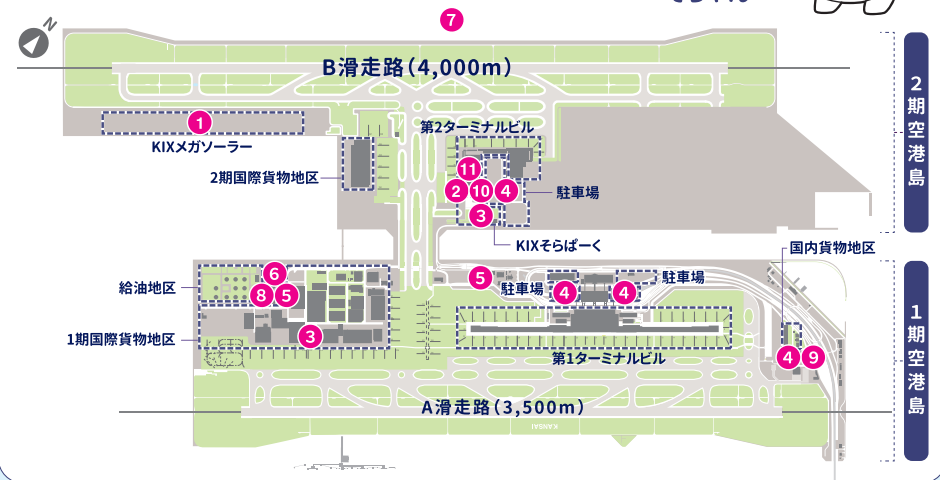 7
N
B滑走路（4,000m）
2期空港島
1
KIXメガソーラー
第2ターミナルビル
2期国際貨物地区
11
2
10
4
駐車場
3
KIXそらぱーく
国内貨物地区
給油地区
6
8
5
5
駐車場
駐車場
4
4
1期国際貨物地区
3
第1ターミナルビル
4
9
1期空港島
A滑走路（3,500m）
KANSAI